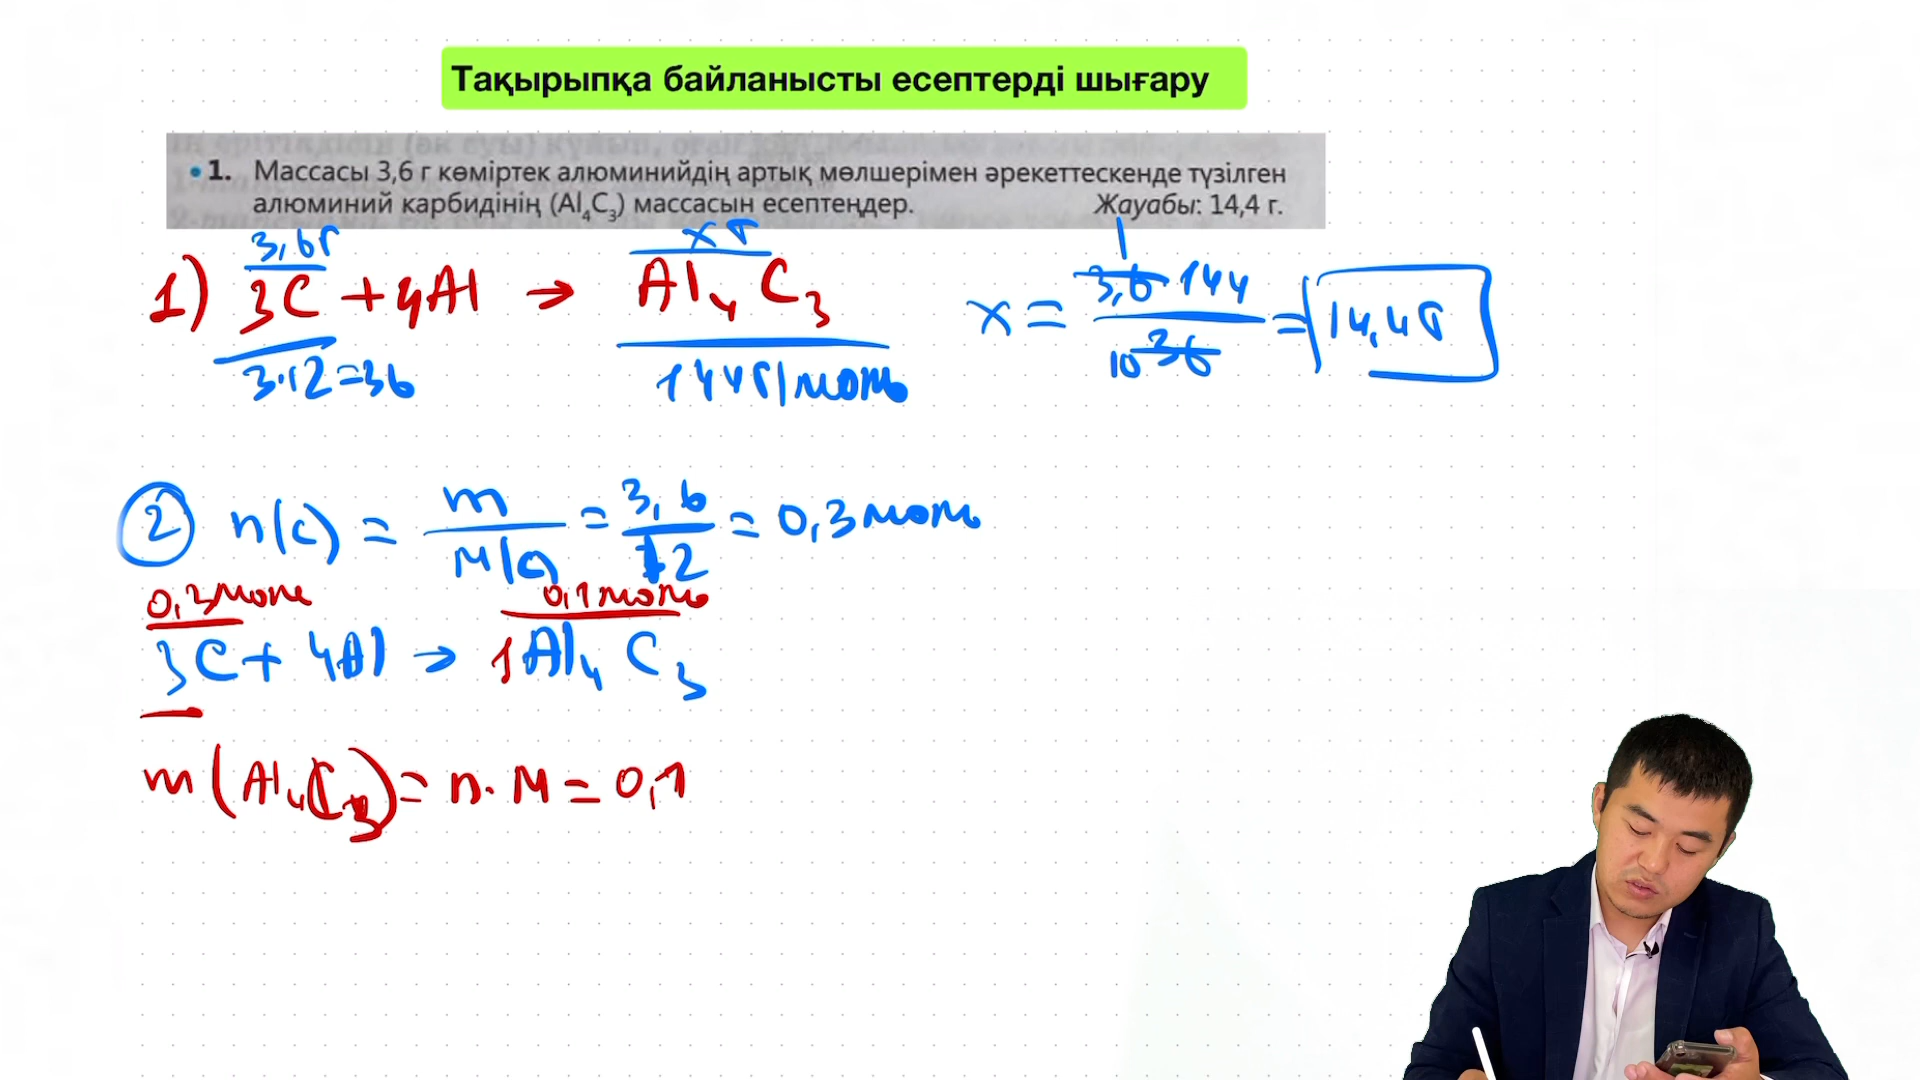 Тақырыпқа байланысты есептерді шығару
• 1. Массасы 3,6 г көміртек алюминийдің артық мөлшерімен әрекеттескенде түзілген
алюминий карбидінің (Al₄C₃) массасын есептеңдер. Жауабы: 14,4 г.
3,6г x г
1) 3C + 4Al → Al₄C₃
3·12=36 144г/моль
1
x = 3,6·144 / 36 = 14,4г
10
② n(C) = m / M(C) = 3,6 / 12 = 0,3моль
0,3моль 0,1моль
3C + 4Al → 1Al₄C₃
m(Al₄C₃) = n·M = 0,1